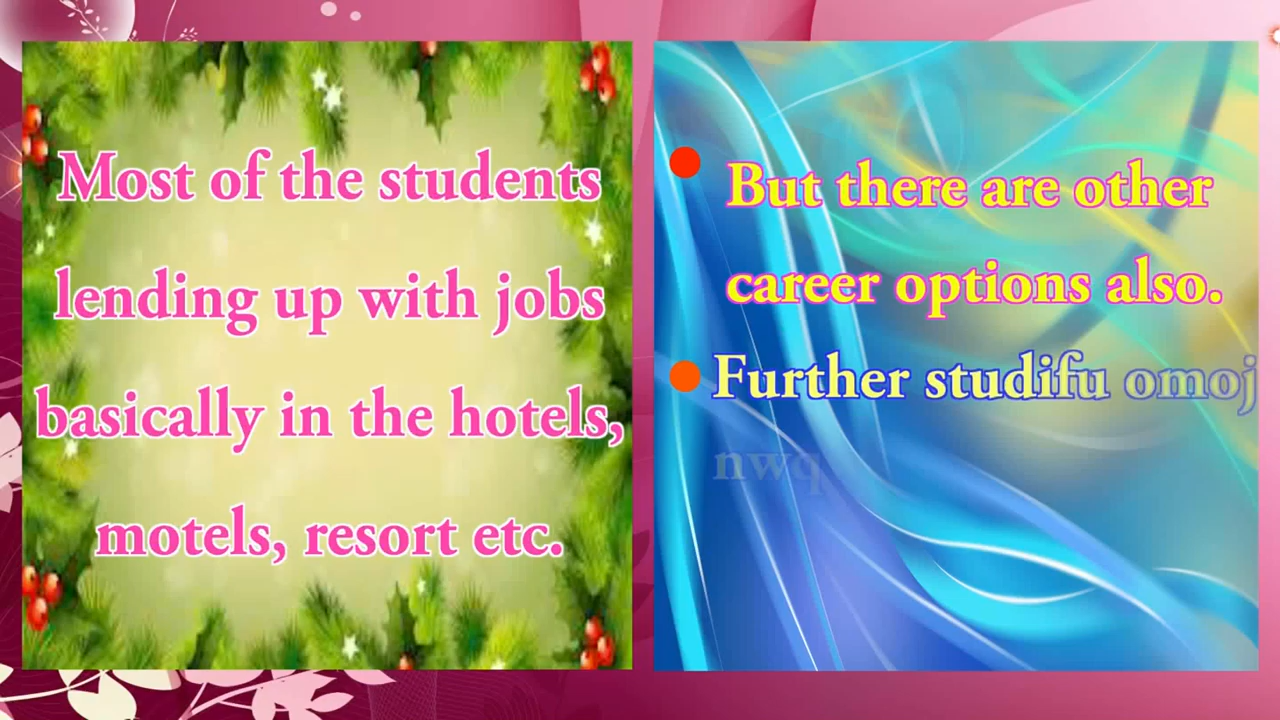 Most of the students
lending up with jobs
basically in the hotels,
motels, resort etc.
But there are other
career options also.
Further studifu omoj
nwq